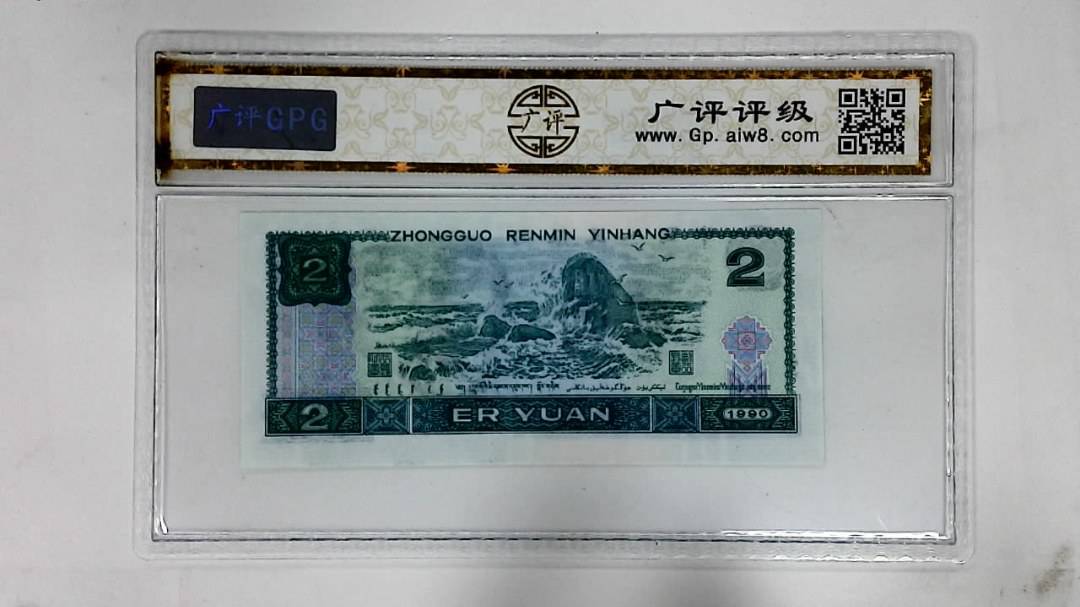 广评GPG
广评
广评评级
www.Gp.aiw8.com
ZHONGGUO RENMIN YINHANG
2
2
2
ER YUAN
1990